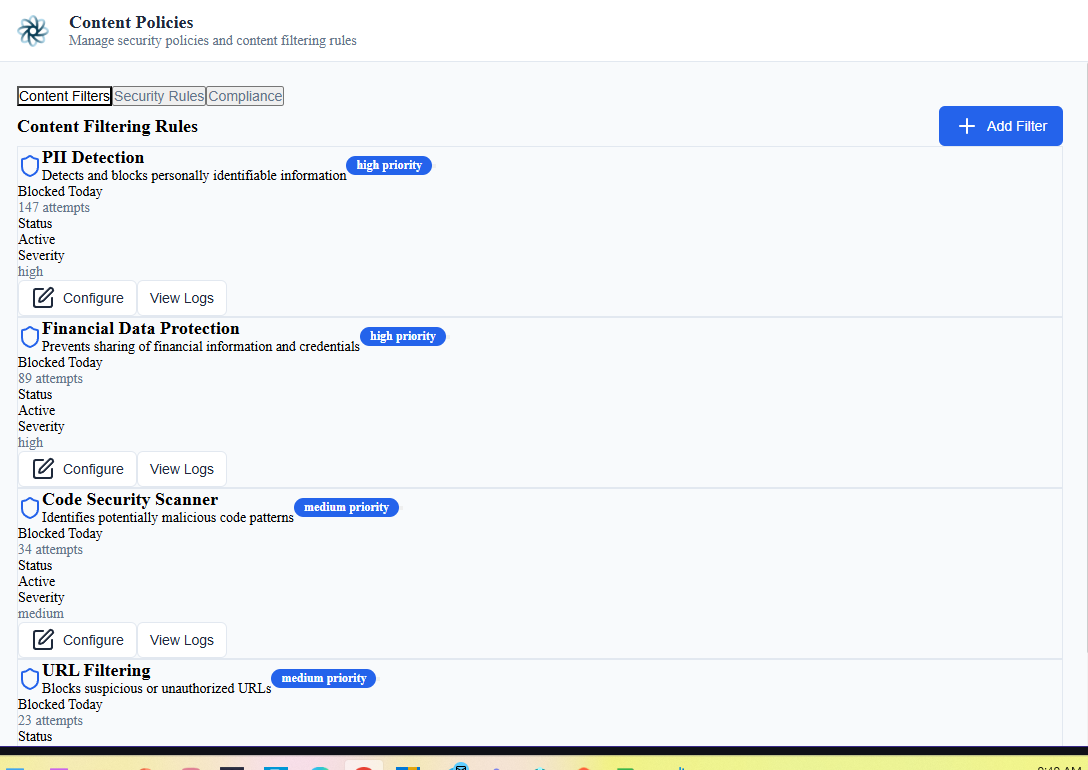 Content Policies
Manage security policies and content filtering rules
Content Filters Security Rules Compliance
Content Filtering Rules
Add Filter
PII Detection
Detects and blocks personally identifiable information
high priority
Blocked Today
147 attempts
Status
Active
Severity
high
Configure View Logs
Financial Data Protection
Prevents sharing of financial information and credentials
high priority
Blocked Today
89 attempts
Status
Active
Severity
high
Configure View Logs
Code Security Scanner
Identifies potentially malicious code patterns
medium priority
Blocked Today
34 attempts
Status
Active
Severity
medium
Configure View Logs
URL Filtering
Blocks suspicious or unauthorized URLs
medium priority
Blocked Today
23 attempts
Status